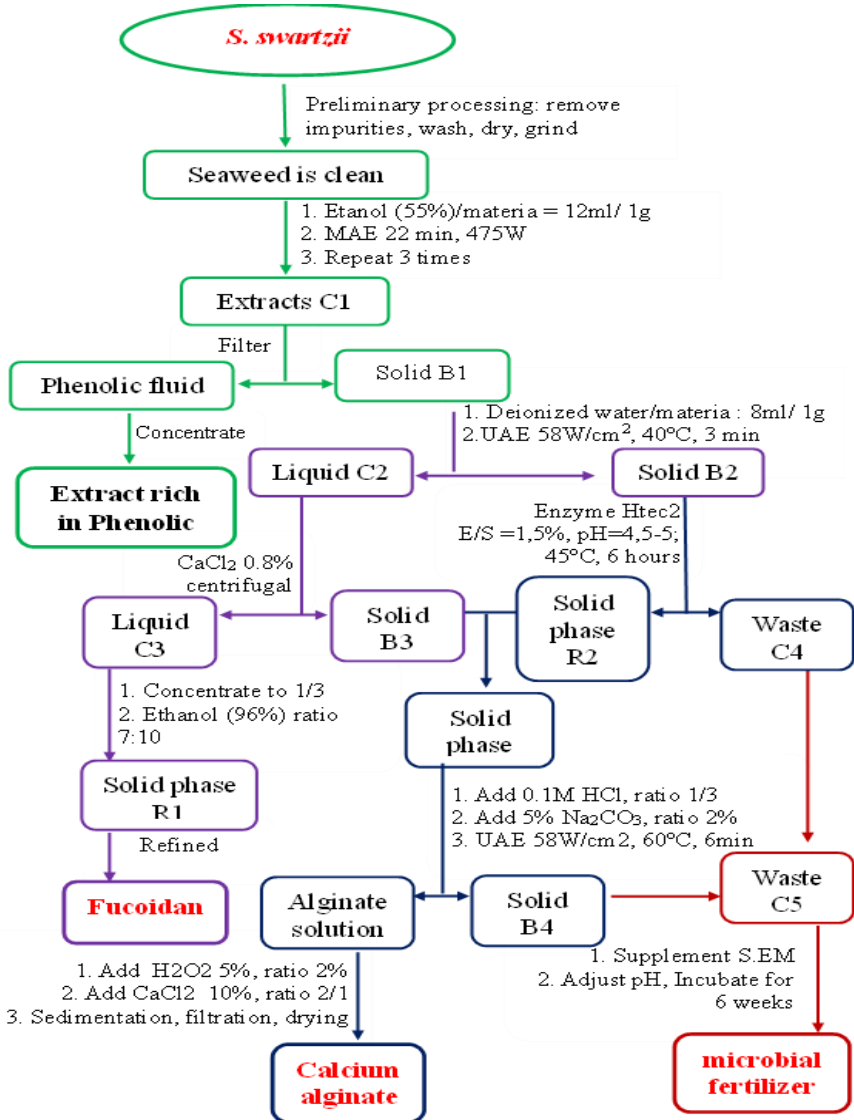 S. swartzii
Preliminary processing: remove
impurities, wash, dry, grind
Seaweed is clean
1. Etanol (55%)/materia = 12ml/ 1g
2. MAE 22 min, 475W
3. Repeat 3 times
Extracts C1
Filter
Phenolic fluid
Solid B1
Concentrate
1. Deionized water/materia : 8ml/ 1g
2.UAE 58W/cm², 40°C, 3 min
Extract rich
in Phenolic
Liquid C2
Solid B2
Enzyme Htec2
E/S =1,5%, pH=4,5-5;
45°C, 6 hours
CaCl₂ 0.8%
centrifugal
Liquid
C3
Solid
B3
Solid
phase
R2
Waste
C4
1. Concentrate to 1/3
2. Ethanol (96%) ratio
7:10
Solid
phase
Solid phase
R1
1. Add 0.1M HCl, ratio 1/3
2. Add 5% Na₂CO₃, ratio 2%
3. UAE 58W/cm2, 60°C, 6min
Refined
Fucoidan
Alginate
solution
Solid
B4
Waste
C5
1. Add H2O2 5%, ratio 2%
2. Add CaCl2 10%, ratio 2/1
3. Sedimentation, filtration, drying
1. Supplement S.EM
2. Adjust pH, Incubate for
6 weeks
Calcium
alginate
microbial
fertilizer